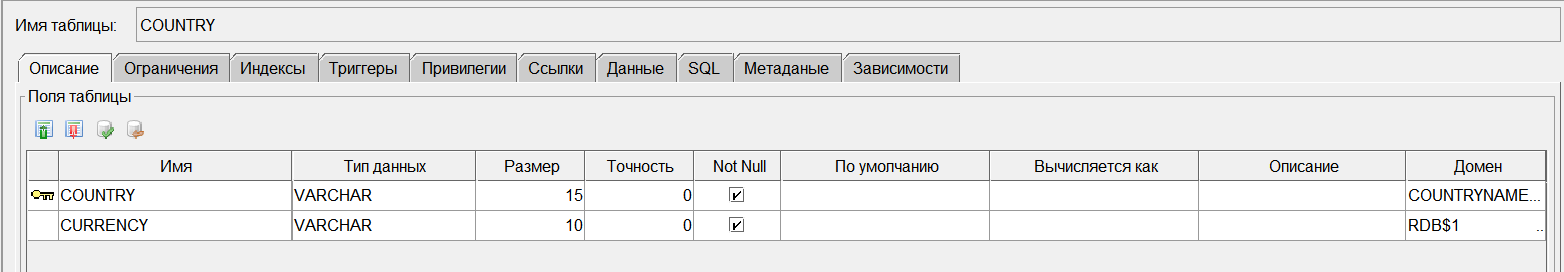 Имя таблицы: COUNTRY
Описание Ограничения Индексы Триггеры Привилегии Ссылки Данные SQL Метаданые Зависимости
Поля таблицы
Имя Тип данных Размер Точность Not Null По умолчанию Вычисляется как Описание Домен
COUNTRY VARCHAR 15 0 COUNTRYNAME...
CURRENCY VARCHAR 10 0 RDB$1 ..